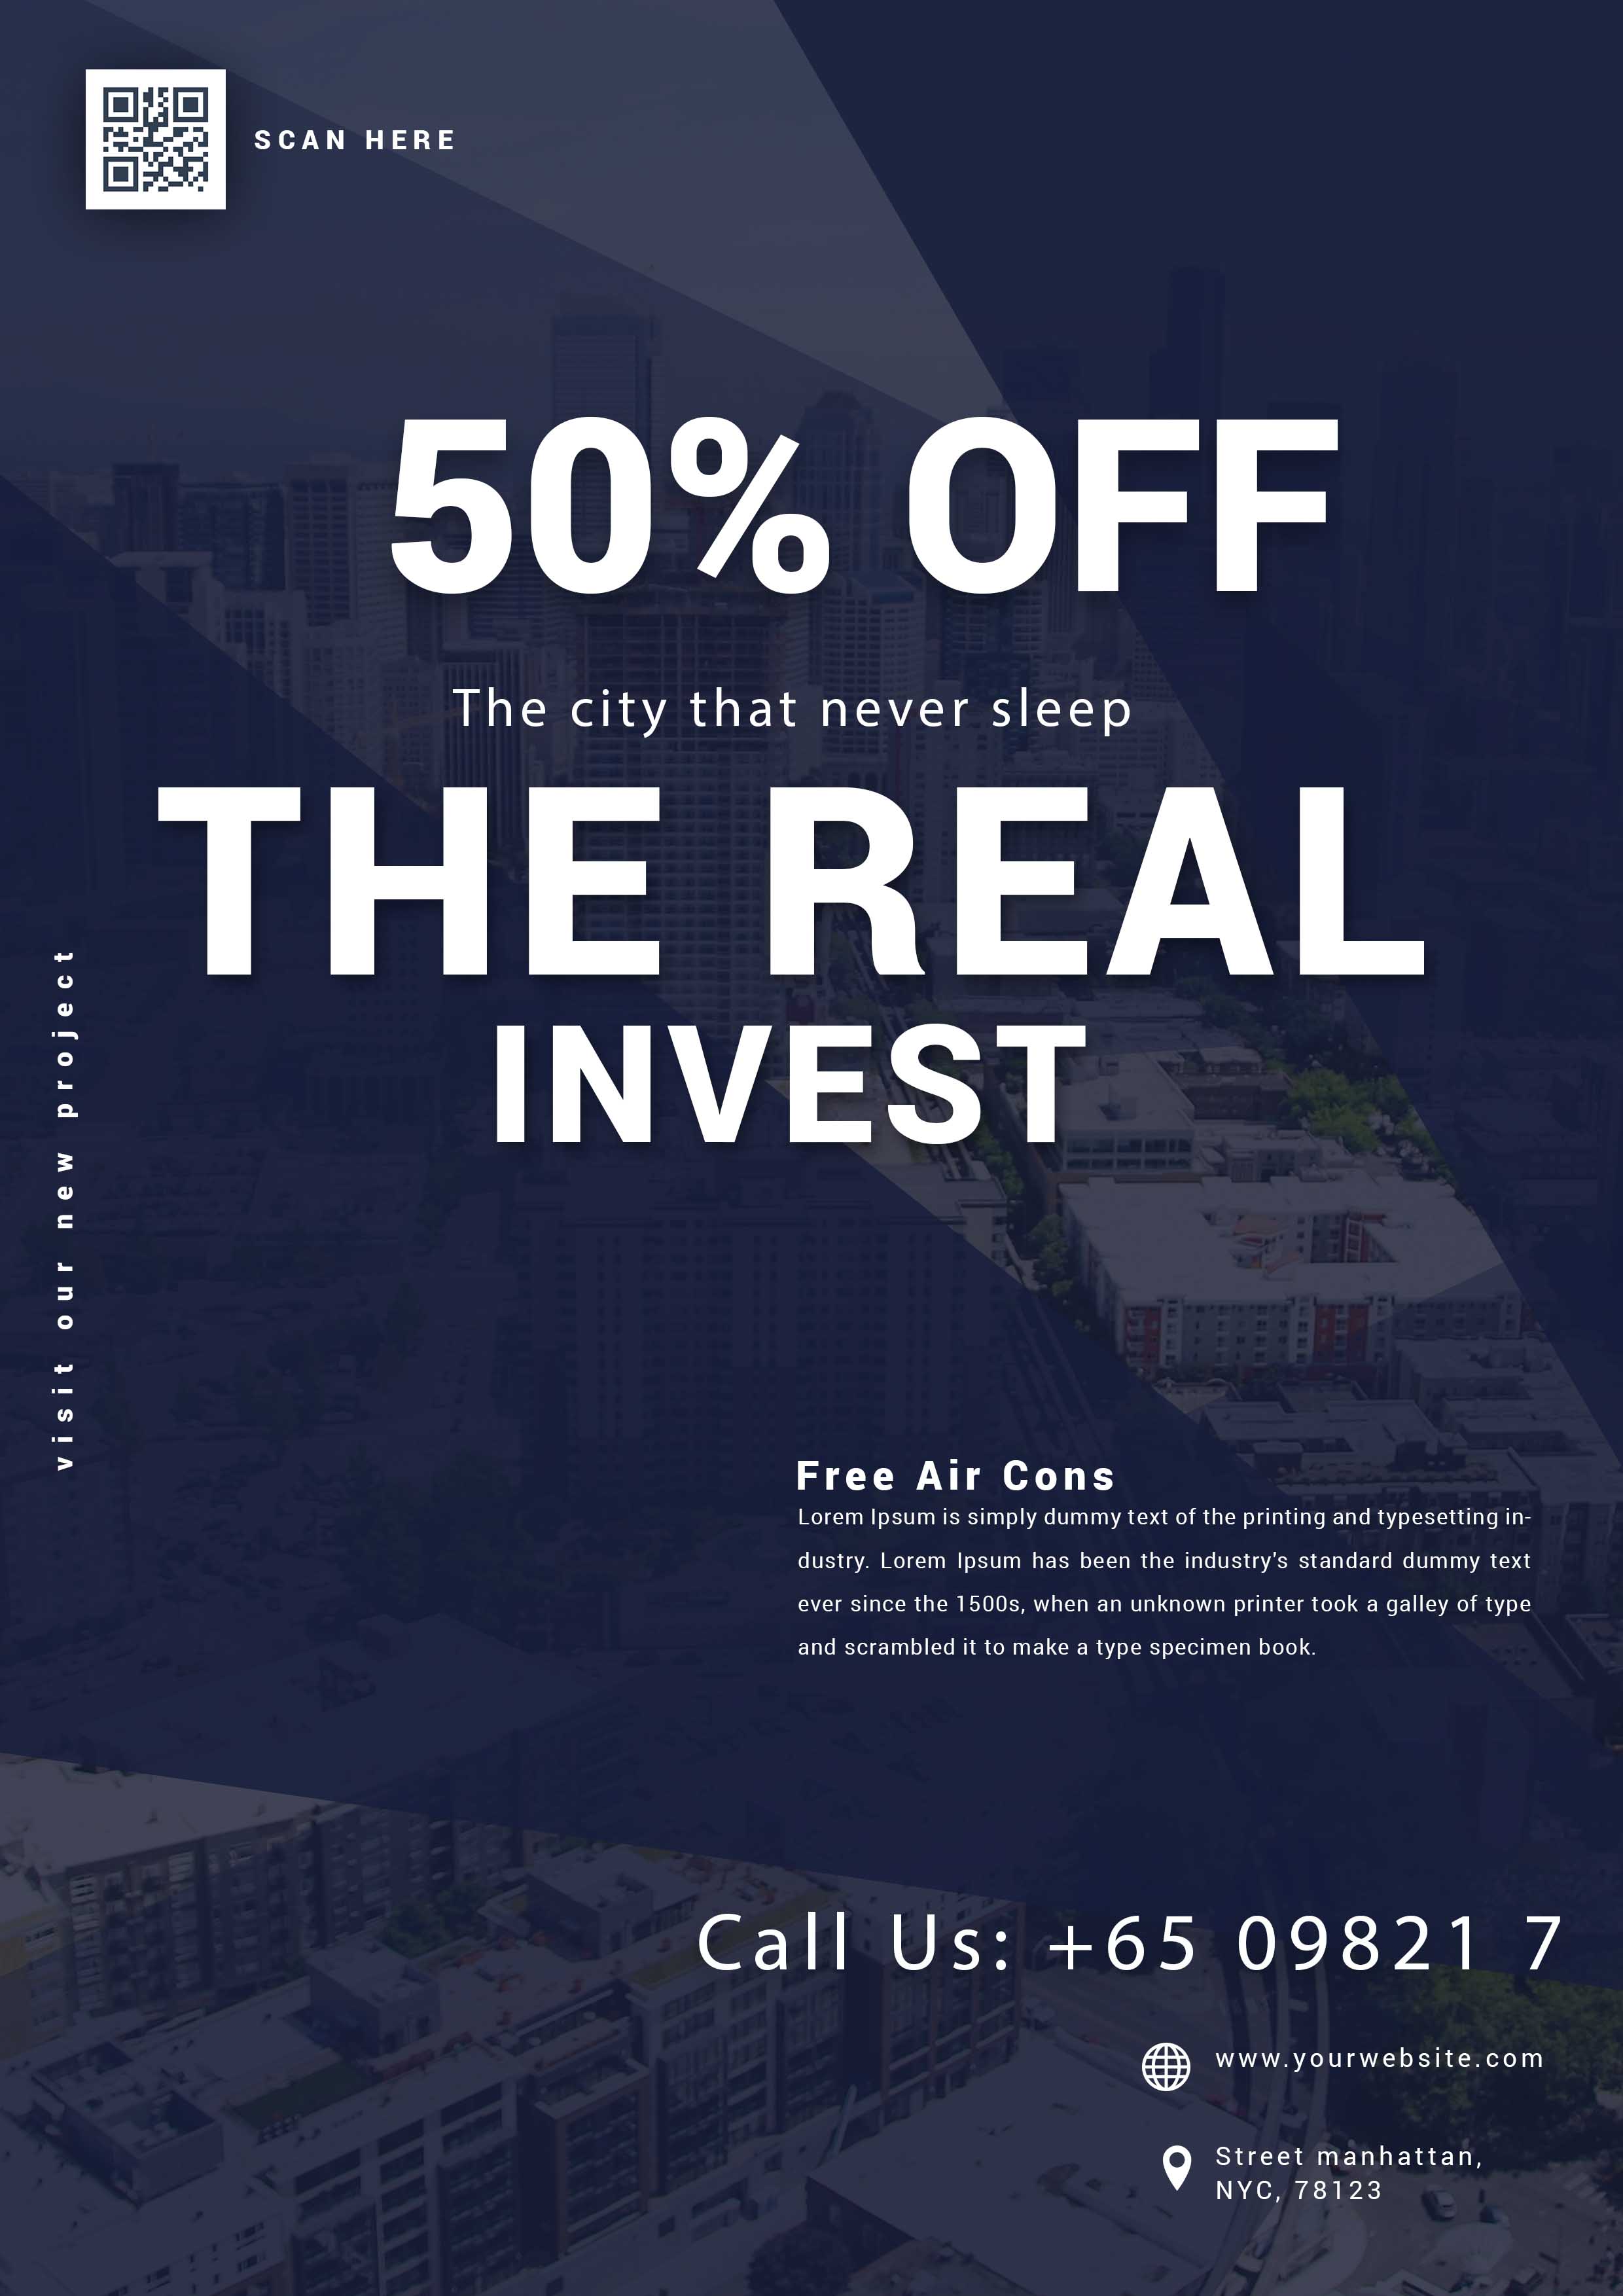 SCAN HERE
50% OFF
The city that never sleep
THE REAL
INVEST
visit our new project
Free Air Cons
Lorem Ipsum is simply dummy text of the printing and typesetting in-
dustry. Lorem Ipsum has been the industry's standard dummy text
ever since the 1500s, when an unknown printer took a galley of type
and scrambled it to make a type specimen book.
Call Us: +65 09821 7
www.yourwebsite.com
Street manhattan,
NYC, 78123